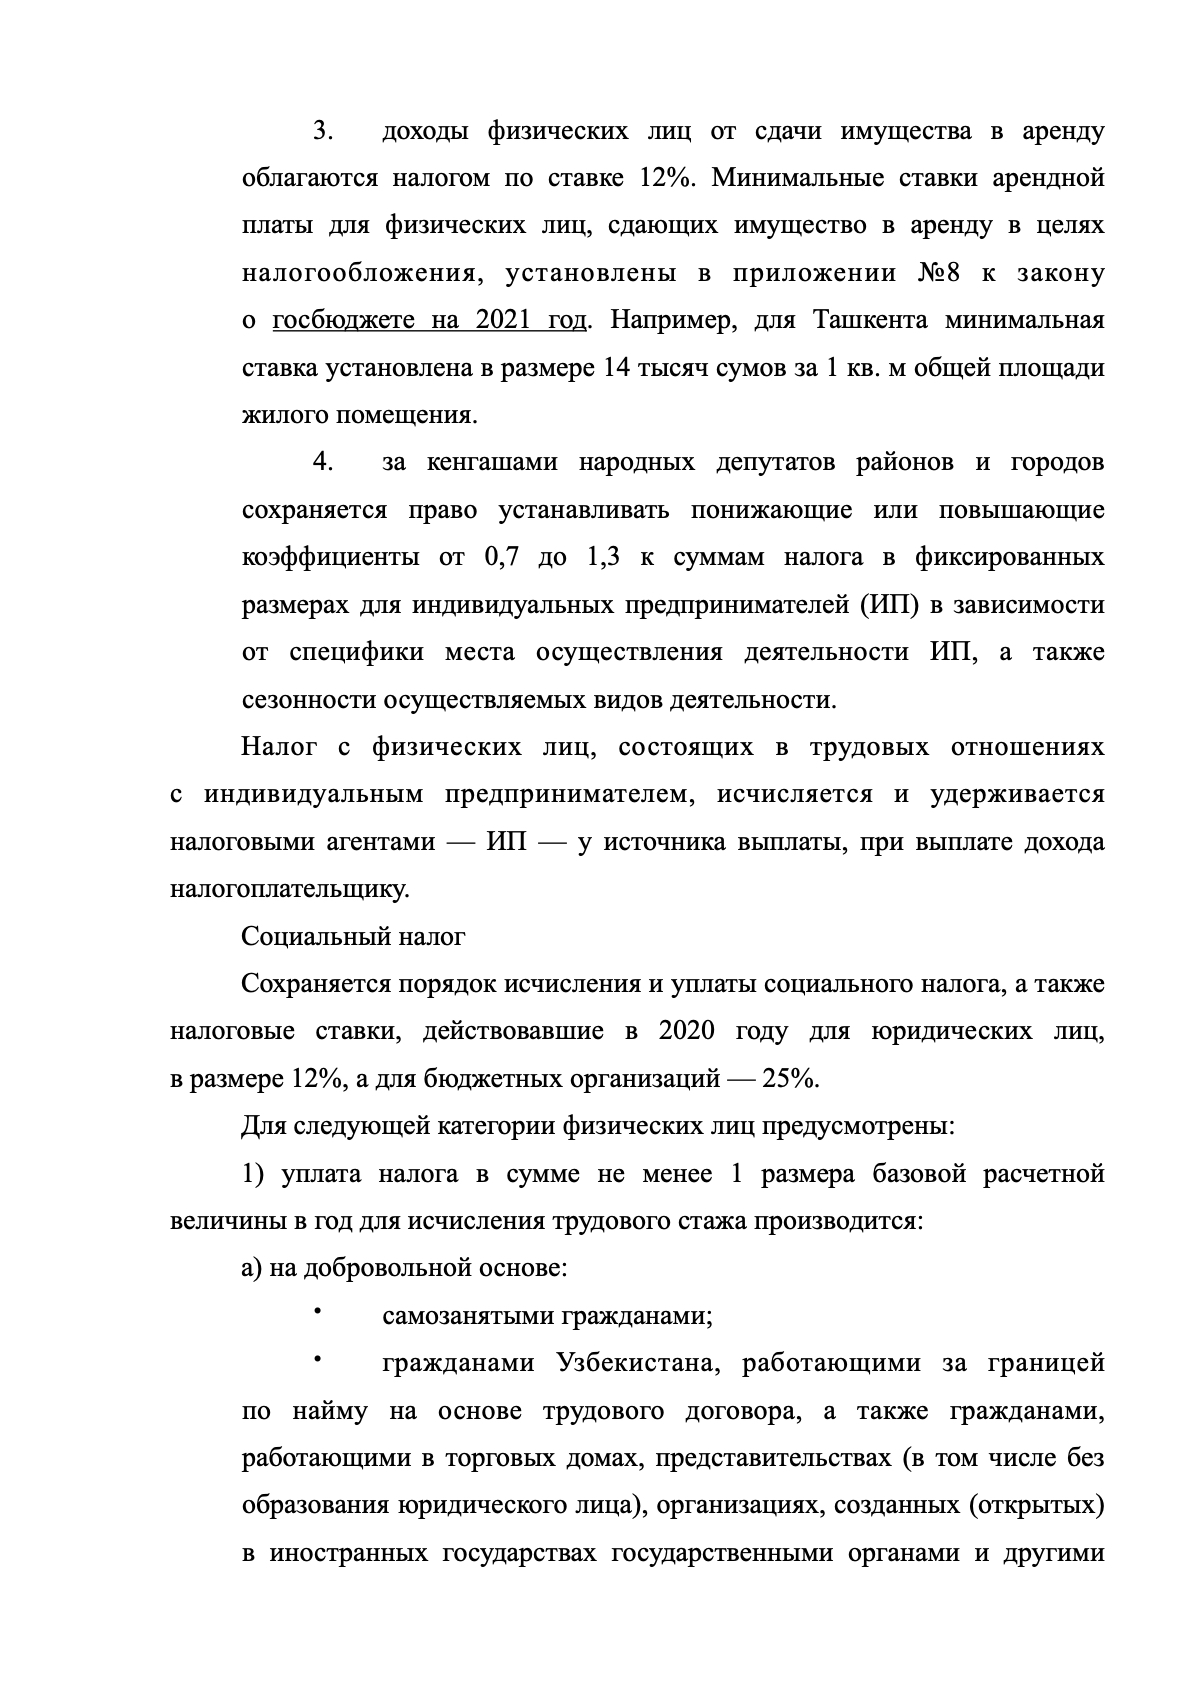 3. доходы физических лиц от сдачи имущества в аренду
облагаются налогом по ставке 12%. Минимальные ставки арендной
платы для физических лиц, сдающих имущество в аренду в целях
налогообложения, установлены в приложении №8 к закону
о госбюджете на 2021 год. Например, для Ташкента минимальная
ставка установлена в размере 14 тысяч сумов за 1 кв. м общей площади
жилого помещения.
4. за кенгашами народных депутатов районов и городов
сохраняется право устанавливать понижающие или повышающие
коэффициенты от 0,7 до 1,3 к суммам налога в фиксированных
размерах для индивидуальных предпринимателей (ИП) в зависимости
от специфики места осуществления деятельности ИП, а также
сезонности осуществляемых видов деятельности.
Налог с физических лиц, состоящих в трудовых отношениях
с индивидуальным предпринимателем, исчисляется и удерживается
налоговыми агентами — ИП — у источника выплаты, при выплате дохода
налогоплательщику.
Социальный налог
Сохраняется порядок исчисления и уплаты социального налога, а также
налоговые ставки, действовавшие в 2020 году для юридических лиц,
в размере 12%, а для бюджетных организаций — 25%.
Для следующей категории физических лиц предусмотрены:
1) уплата налога в сумме не менее 1 размера базовой расчетной
величины в год для исчисления трудового стажа производится:
а) на добровольной основе:
• самозанятыми гражданами;
• гражданами Узбекистана, работающими за границей
по найму на основе трудового договора, а также гражданами,
работающими в торговых домах, представительствах (в том числе без
образования юридического лица), организациях, созданных (открытых)
в иностранных государствах государственными органами и другими